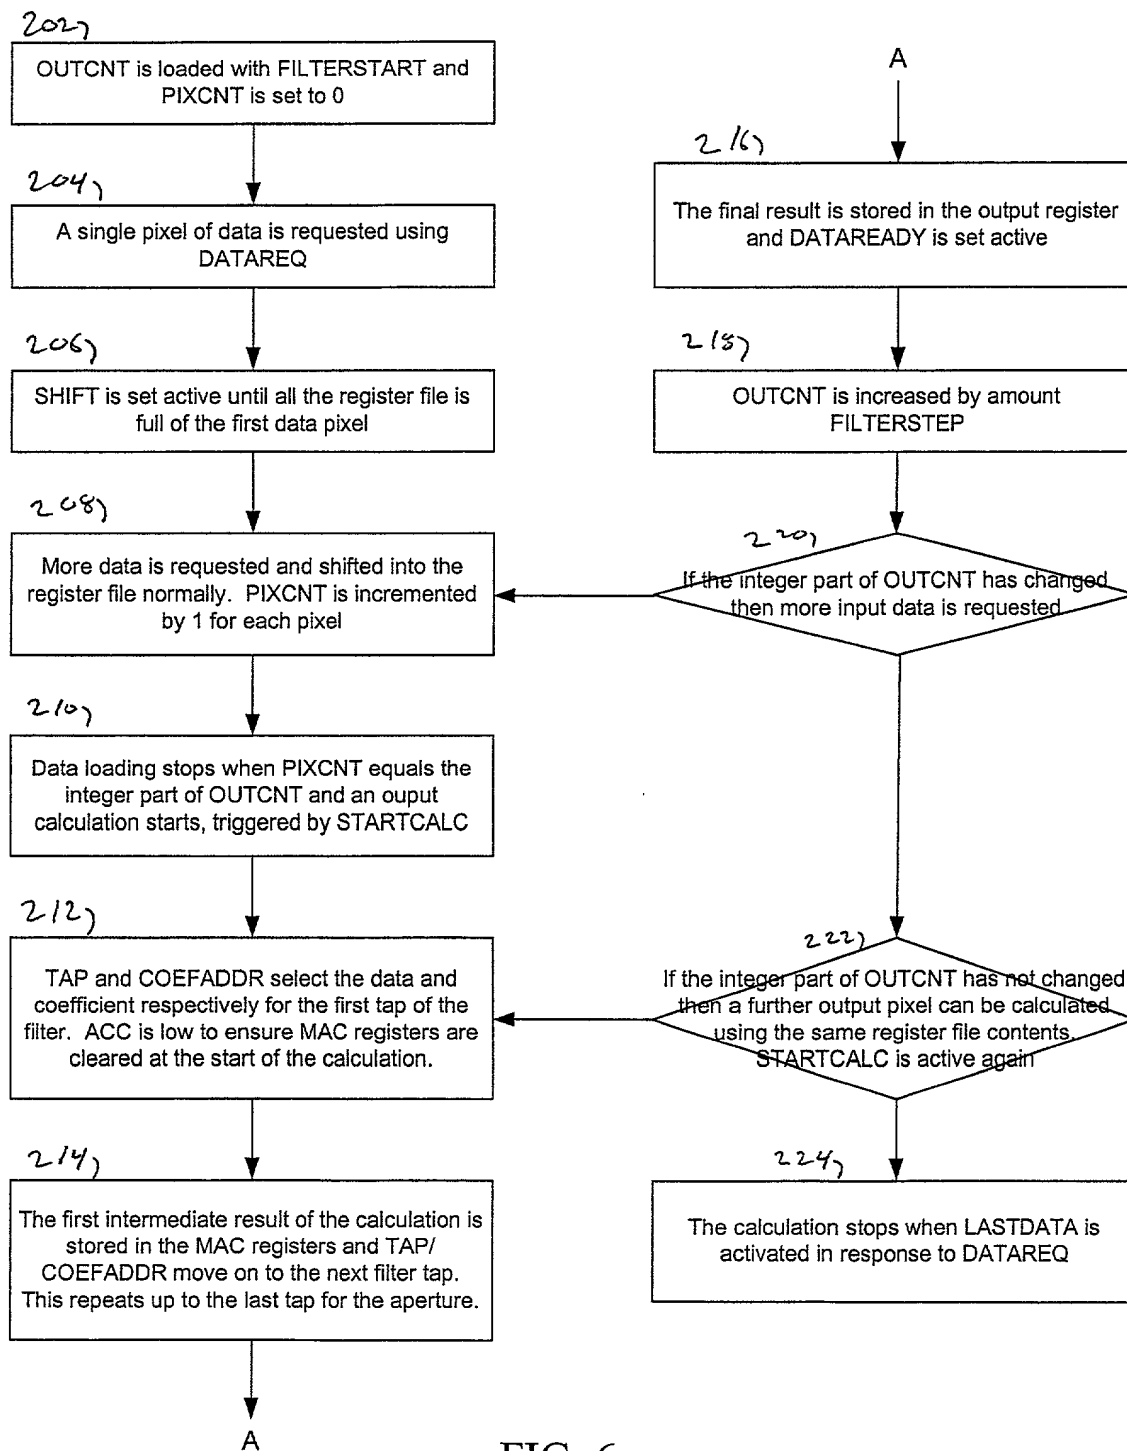 202
OUTCNT is loaded with FILTERSTART and
PIXCNT is set to 0
204
A single pixel of data is requested using
DATAREQ
206
SHIFT is set active until all the register file is
full of the first data pixel
208
More data is requested and shifted into the
register file normally. PIXCNT is incremented
by 1 for each pixel
210
Data loading stops when PIXCNT equals the
integer part of OUTCNT and an ouput
calculation starts, triggered by STARTCALC
212
TAP and COEFADDR select the data and
coefficient respectively for the first tap of the
filter. ACC is low to ensure MAC registers are
cleared at the start of the calculation.
214
The first intermediate result of the calculation is
stored in the MAC registers and TAP/
COEFADDR move on to the next filter tap.
This repeats up to the last tap for the aperture.
A
A
216
The final result is stored in the output register
and DATAREADY is set active
218
OUTCNT is increased by amount
FILTERSTEP
220
If the integer part of OUTCNT has changed
then more input data is requested
222
If the integer part of OUTCNT has not changed
then a further output pixel can be calculated
using the same register file contents.
STARTCALC is active again
224
The calculation stops when LASTDATA is
activated in response to DATAREQ
FIG. 6